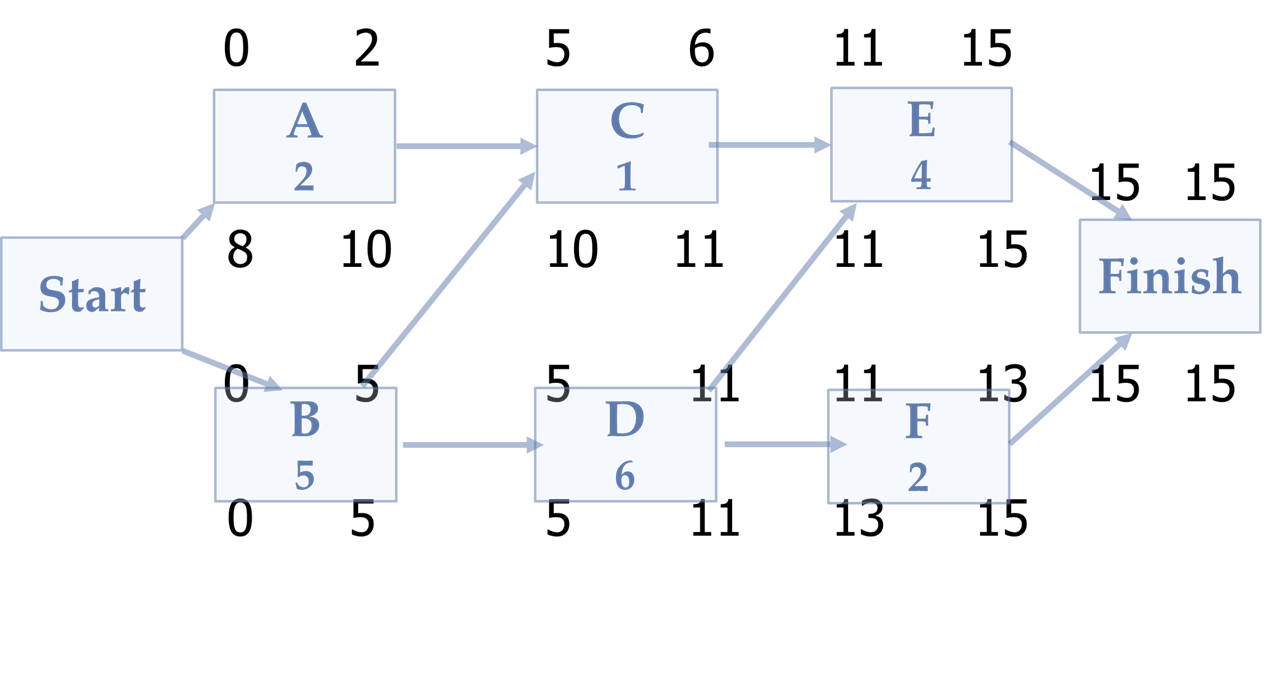 0 2 5 6 11 15
A C E
2 1 4
15 15
8 10 10 11 11 15
Start
Finish
0 5 5 11 11 13 15 15
B D F
5 6 2
0 5 5 11 13 15